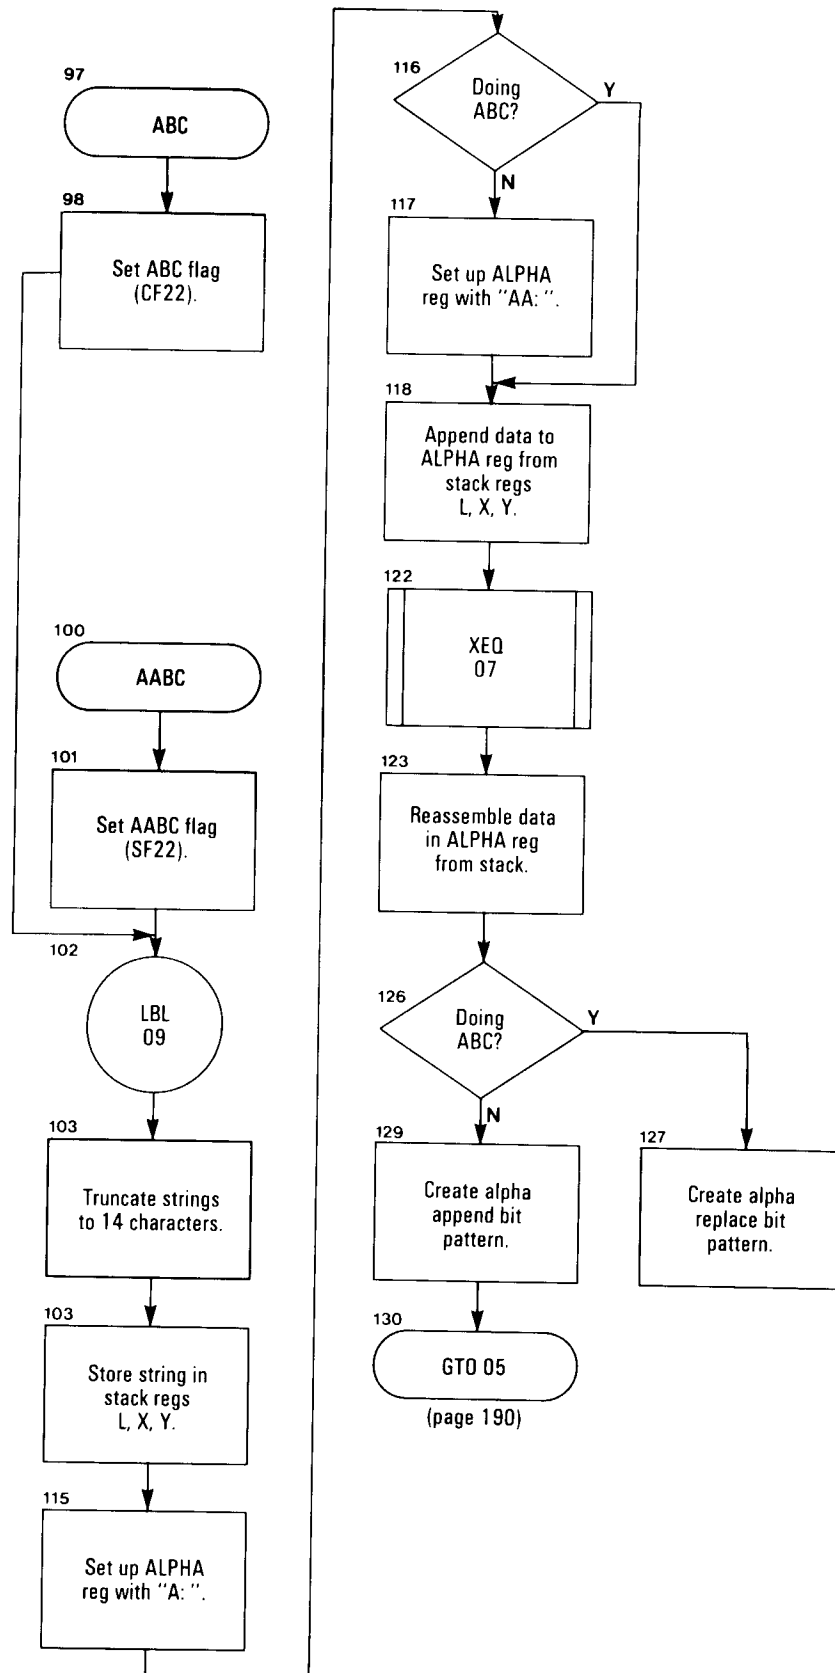 97
ABC
98
Set ABC flag
(CF22).
100
AABC
101
Set AABC flag
(SF22).
102
LBL
09
103
Truncate strings
to 14 characters.
103
Store string in
stack regs
L, X, Y.
115
Set up ALPHA
reg with "A: ".
116
Doing
ABC?
Y
N
117
Set up ALPHA
reg with "AA: ".
118
Append data to
ALPHA reg from
stack regs
L, X, Y.
122
XEQ
07
123
Reassemble data
in ALPHA reg
from stack.
126
Doing
ABC?
Y
N
129
Create alpha
append bit
pattern.
127
Create alpha
replace bit
pattern.
130
GTO 05
(page 190)